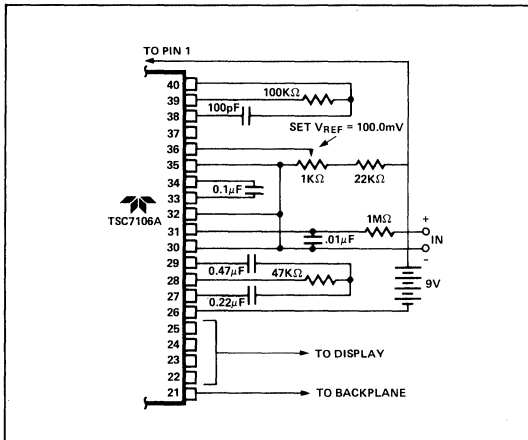 TO PIN 1
40
39
38
37
36
35
34
33
32
31
30
29
28
27
26
25
24
23
22
21
100KΩ
100pF
SET VREF = 100.0mV
1KΩ
22KΩ
0.1μF
TSC7106A
1MΩ
+
.01μF
IN
-
0.47μF
47KΩ
0.22μF
9V
TO DISPLAY
TO BACKPLANE